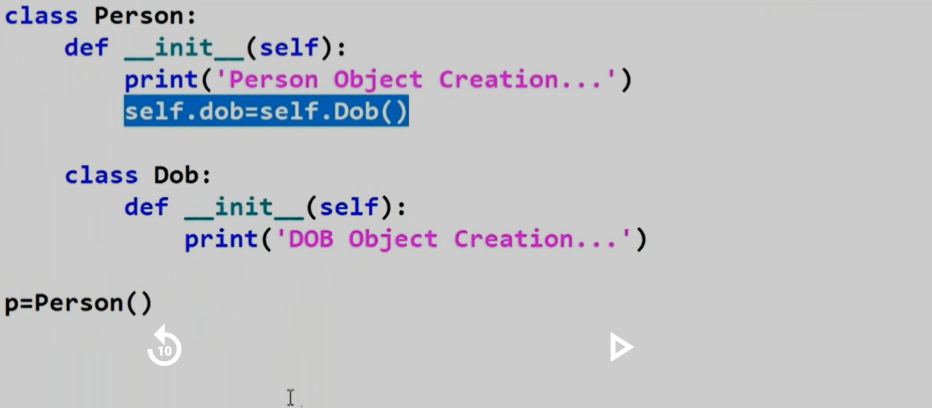 class Person:
    def __init__(self):
        print('Person Object Creation...')
        self.dob=self.Dob()
    class Dob:
        def __init__(self):
            print('DOB Object Creation...')
p=Person()
10